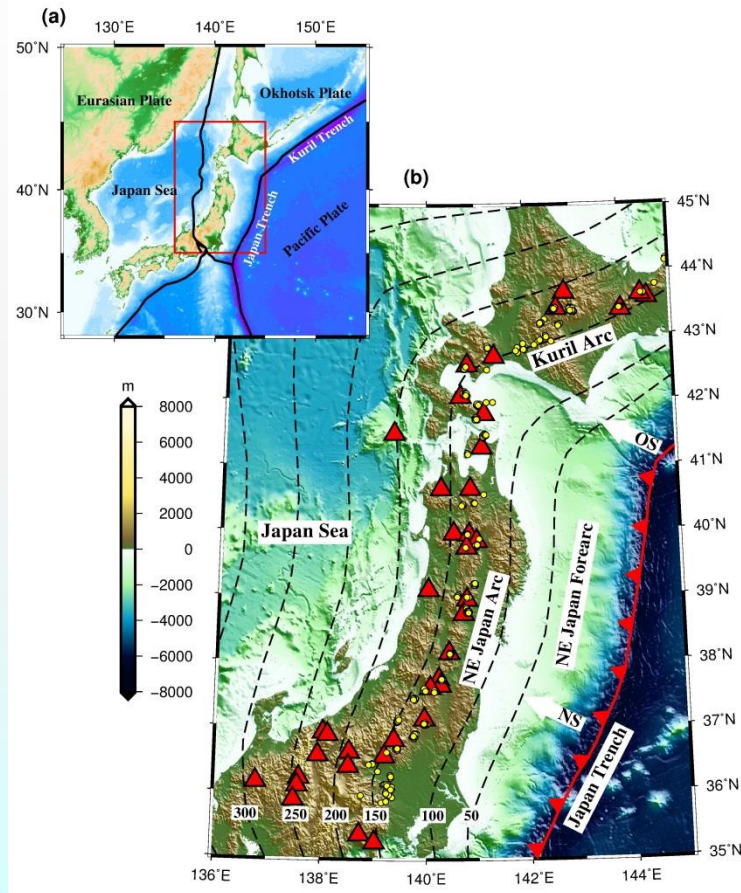 (a)
130°E
140°E
150°E
50°N
40°N
30°N
Eurasian Plate
Okhotsk Plate
Japan Sea
Kuril Trench
Japan Trench
Pacific Plate
(b)
45°N
44°N
43°N
42°N
41°N
40°N
39°N
38°N
37°N
36°N
35°N
Kuril Arc
OS
m
8000
6000
4000
2000
0
−2000
−4000
−6000
−8000
Japan Sea
NE Japan Arc
NE Japan Forearc
NS
Japan Trench
300
250
200
150
100
50
136°E
138°E
140°E
142°E
144°E